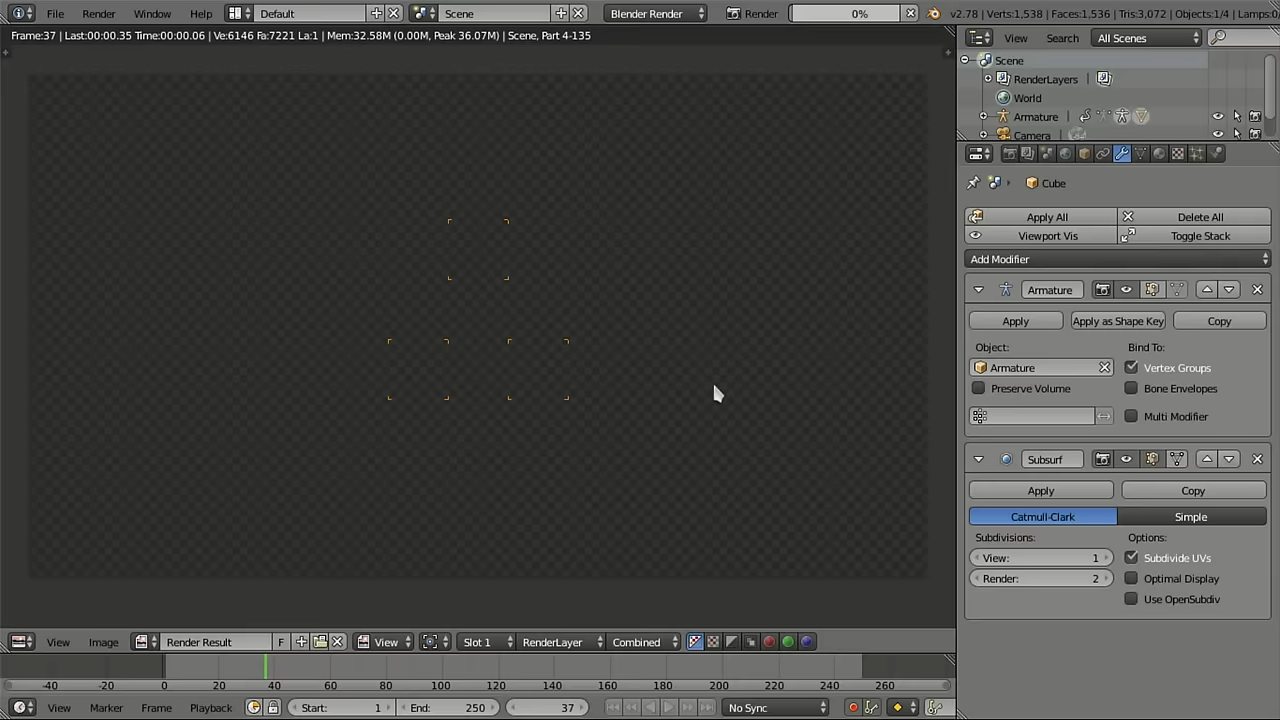 File Render Window Help Default Scene Blender Render Render 0% v2.78 | Verts:1,538 | Faces:1,536 | Tris:3,072 | Objects:1/4 | Lamps:0
Frame:37 | Last:00:00.35 Time:00:00.06 | Ve:6146 Fa:7221 La:1 | Mem:32.58M (0.00M, Peak 36.07M) | Scene, Part 4-135
View Search All Scenes
Scene
RenderLayers
World
Armature
Camera
Cube
Apply All Delete All
Viewport Vis Toggle Stack
Add Modifier
Armature
Apply Apply as Shape Key Copy
Object: Bind To:
Armature Vertex Groups
Preserve Volume Bone Envelopes
Multi Modifier
Subsurf
Apply Copy
Catmull-Clark Simple
Subdivisions: Options:
View: 1 Subdivide UVs
Render: 2 Optimal Display
Use OpenSubdiv
View Image Render Result F View Slot 1 RenderLayer Combined
-40 -20 0 20 40 60 80 100 120 140 160 180 200 220 240 260
View Marker Frame Playback Start: 1 End: 250 37 No Sync